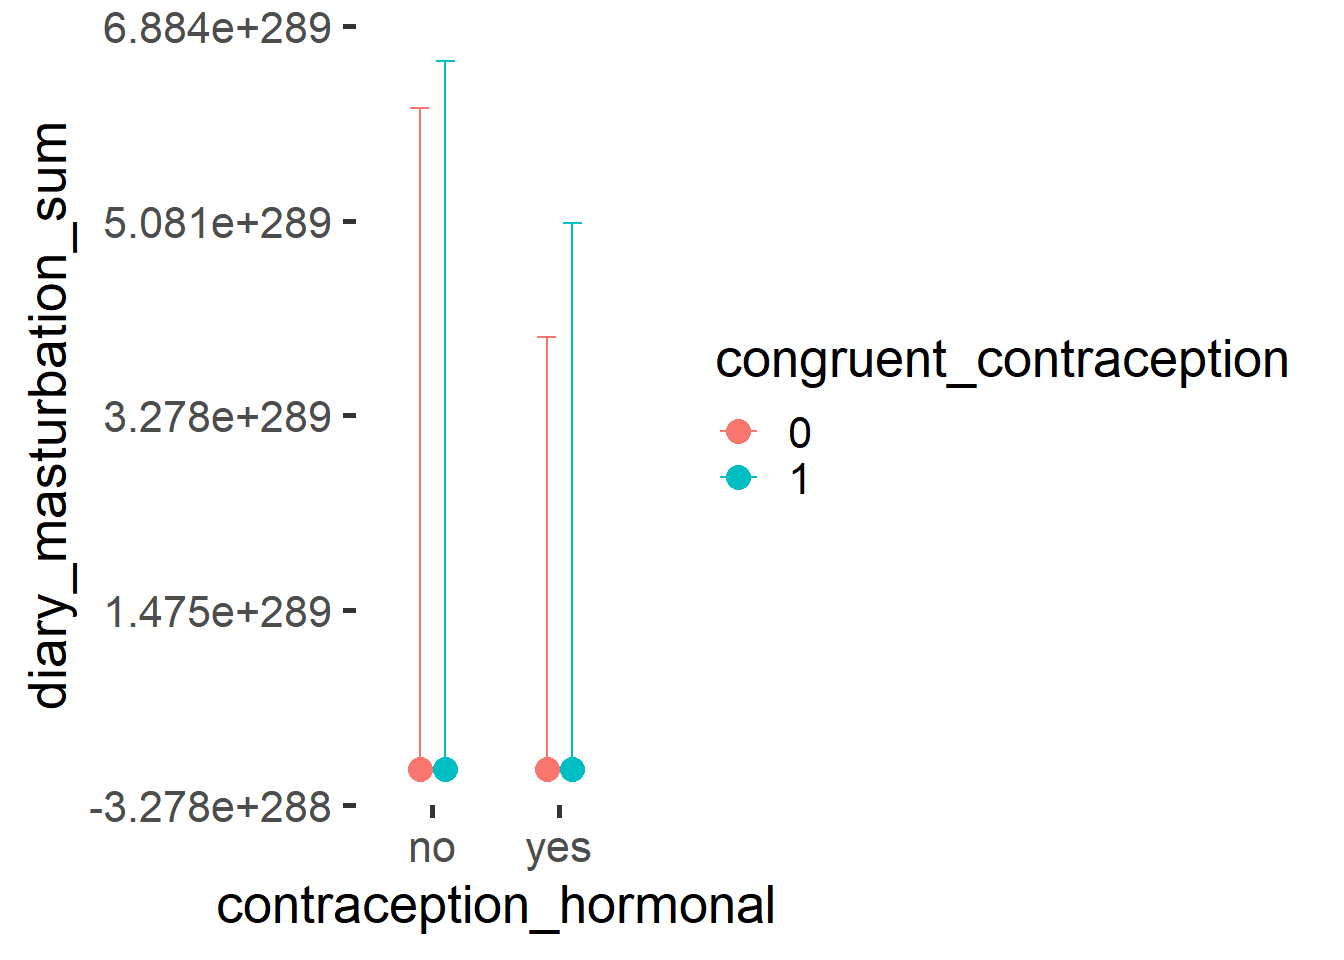 6.884e+289
5.081e+289
3.278e+289
1.475e+289
-3.278e+288
diary_masturbation_sum
no
yes
contraception_hormonal
congruent_contraception
0
1